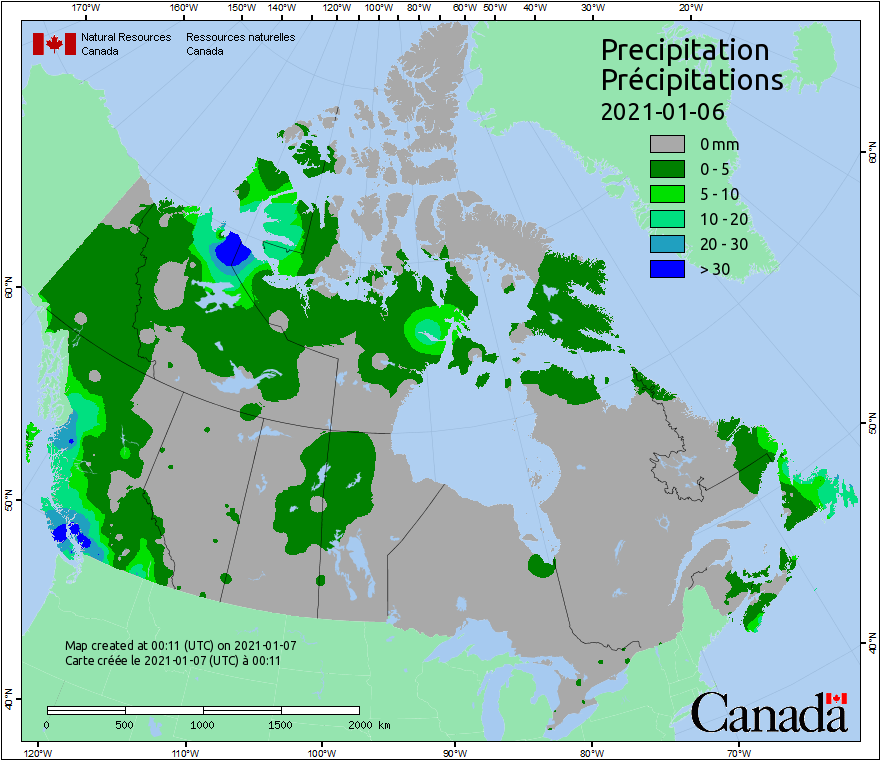 170°W 160°W 150°W 140°W 130°W 120°W 110°W 100°W 90°W 80°W 70°W 60°W 50°W 40°W 30°W 20°W
Natural Resources Canada
Ressources naturelles Canada
Precipitation
Précipitations
2021-01-06
0 mm
0 - 5
5 - 10
10 - 20
20 - 30
> 30
60°N
50°N
40°N
60°N
50°N
40°N
Map created at 00:11 (UTC) on 2021-01-07
Carte créée le 2021-01-07 (UTC) à 00:11
0 500 1000 1500 2000 km
Canada
120°W 110°W 100°W 90°W 80°W 70°W